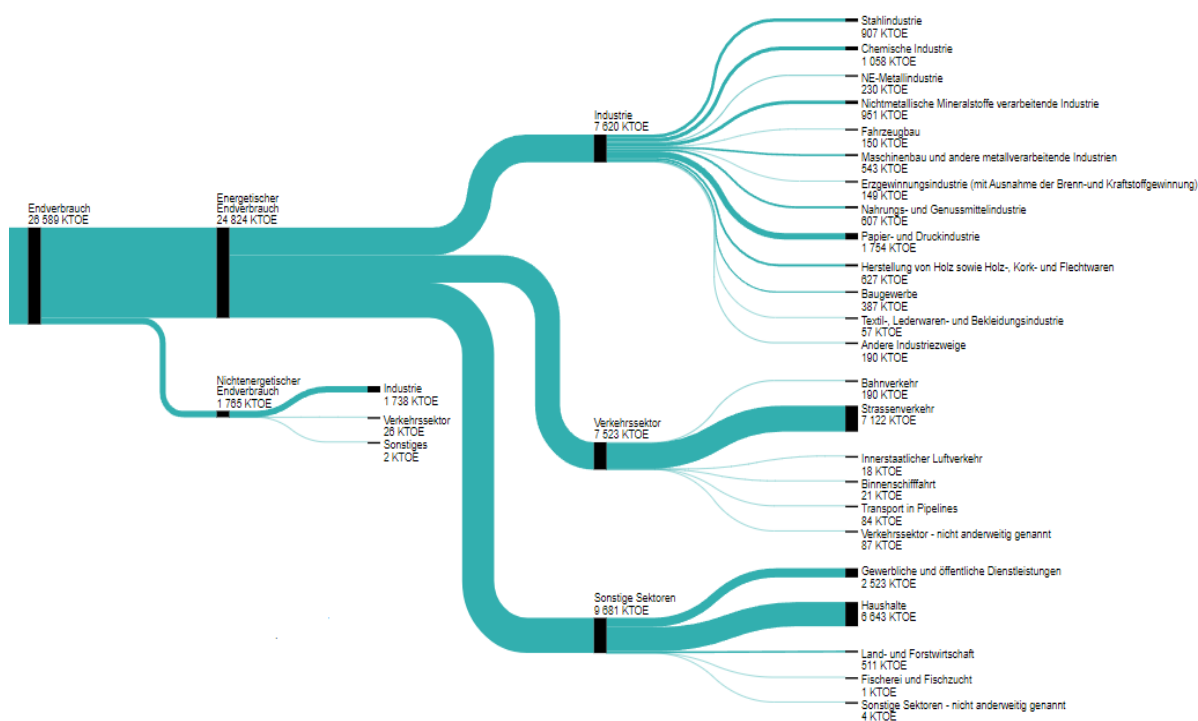 Endverbrauch
26 589 KTOE
Energetischer
Endverbrauch
24 824 KTOE
Nichtenergetischer
Endverbrauch
1 765 KTOE
Industrie
1 738 KTOE
Verkehrssektor
26 KTOE
Sonstiges
2 KTOE
Industrie
7 620 KTOE
Verkehrssektor
7 523 KTOE
Sonstige Sektoren
9 681 KTOE
Stahlindustrie
907 KTOE
Chemische Industrie
1 058 KTOE
NE-Metallindustrie
230 KTOE
Nichtmetallische Mineralstoffe verarbeitende Industrie
951 KTOE
Fahrzeugbau
150 KTOE
Maschinenbau und andere metallverarbeitende Industrien
543 KTOE
Erzgewinnungsindustrie (mit Ausnahme der Brenn-und Kraftstoffgewinnung)
149 KTOE
Nahrungs- und Genussmittelindustrie
607 KTOE
Papier- und Druckindustrie
1 754 KTOE
Herstellung von Holz sowie Holz-, Kork- und Flechtwaren
627 KTOE
Baugewerbe
387 KTOE
Textil-, Lederwaren- und Bekleidungsindustrie
57 KTOE
Andere Industriezweige
190 KTOE
Bahnverkehr
190 KTOE
Strassenverkehr
7 122 KTOE
Innerstaatlicher Luftverkehr
18 KTOE
Binnenschifffahrt
21 KTOE
Transport in Pipelines
84 KTOE
Verkehrssektor - nicht anderweitig genannt
87 KTOE
Gewerbliche und öffentliche Dienstleistungen
2 523 KTOE
Haushalte
6 643 KTOE
Land- und Forstwirtschaft
511 KTOE
Fischerei und Fischzucht
1 KTOE
Sonstige Sektoren - nicht anderweitig genannt
4 KTOE